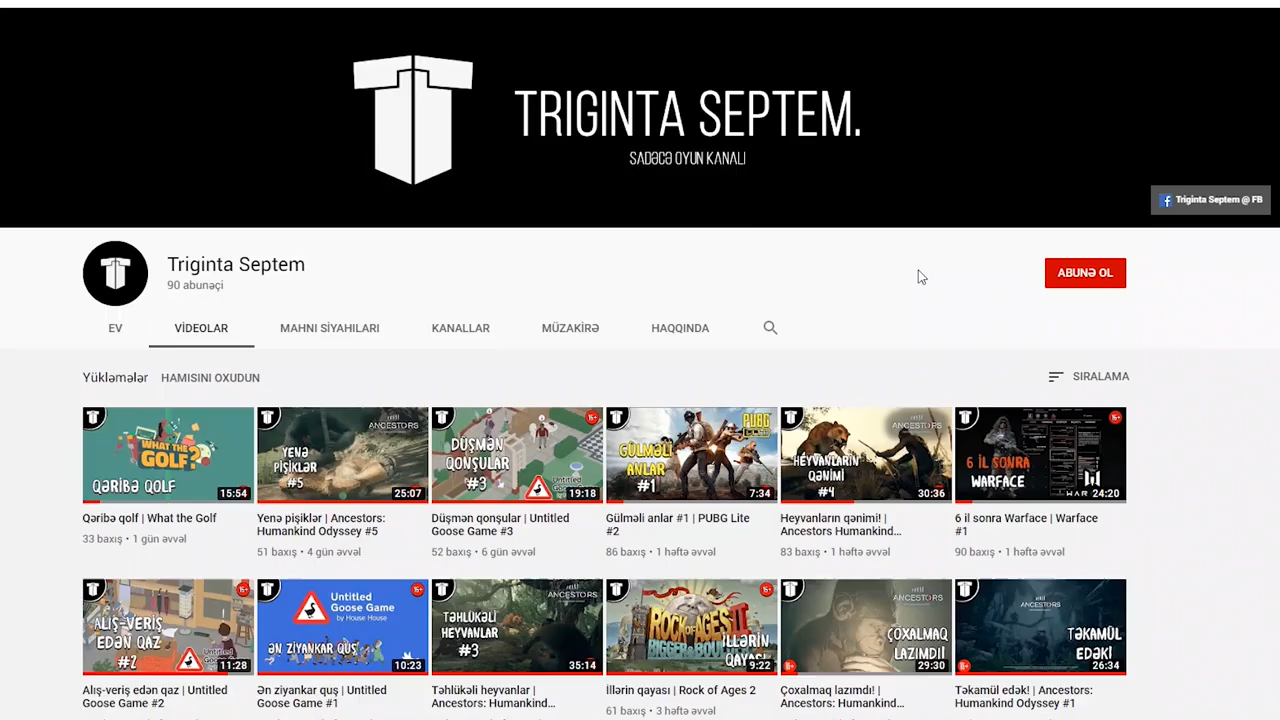 TRIGINTA SEPTEM.
SADƏCƏ OYUN KANALI
Triginta Septem @ FB
Triginta Septem
90 abunəçi
ABUNƏ OL
EV
VİDEOLAR
MAHNI SİYAHILARI
KANALLAR
MÜZAKİRƏ
HAQQINDA
Yükləmələr
HAMISINI OXUDUN
SIRALAMA
WHAT THE
GOLF?
QƏRİBƏ QOLF
15:54
Qəribə qolf | What the Golf
33 baxış • 1 gün əvvəl
ANCESTORS
YENƏ
PİŞİKLƏR
#5
25:07
Yenə pişiklər | Ancestors:
Humankind Odyssey #5
51 baxış • 4 gün əvvəl
DÜŞMƏN
QONŞULAR
#3
Untitled
19:18
Düşmən qonşular | Untitled
Goose Game #3
52 baxış • 6 gün əvvəl
PUBG
LITE
GÜLMƏLİ
ANLAR
#1
7:34
Gülməli anlar #1 | PUBG Lite
#2
86 baxış • 1 həftə əvvəl
ANCESTORS
HEYVANLARIN
QƏNİMİ
#4
30:36
Heyvanların qənimi! |
Ancestors Humankind...
83 baxış • 1 həftə əvvəl
6 IL SONRA
WARFACE
24:20
6 il sonra Warface | Warface
#1
90 baxış • 1 həftə əvvəl
ALIŞ-VERİŞ
EDƏN QAZ
#2
11:28
Alış-veriş edən qaz | Untitled
Goose Game #2
Untitled
Goose Game
by House House
ƏN ZİYANKAR QUŞ
10:23
Ən ziyankar quş | Untitled
Goose Game #1
ANCESTORS
TƏHLÜKƏLİ
HEYVANLAR
#3
35:14
Təhlükəli heyvanlar |
Ancestors: Humankind...
ROCK OF AGES II
BIGGER & BOULDER
İLLƏRİN
QAYASI
9:22
İllərin qayası | Rock of Ages 2
61 baxış • 3 həftə əvvəl
ANCESTORS
ÇOXALMAQ
LAZIMDI!
29:30
Çoxalmaq lazımdı! |
Ancestors: Humankind...
ANCESTORS
TƏKAMÜL
EDƏKİ
26:34
Təkamül edək! | Ancestors:
Humankind Odyssey #1